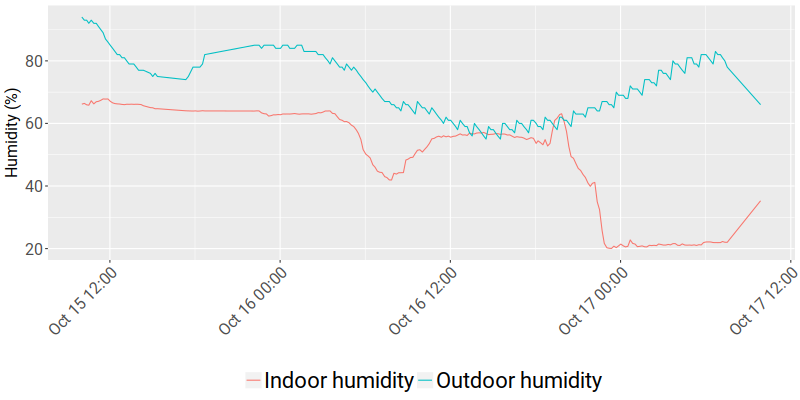 Humidity (%)
80
60
40
20
Oct 15 12:00
Oct 16 00:00
Oct 16 12:00
Oct 17 00:00
Oct 17 12:00
Indoor humidity
Outdoor humidity